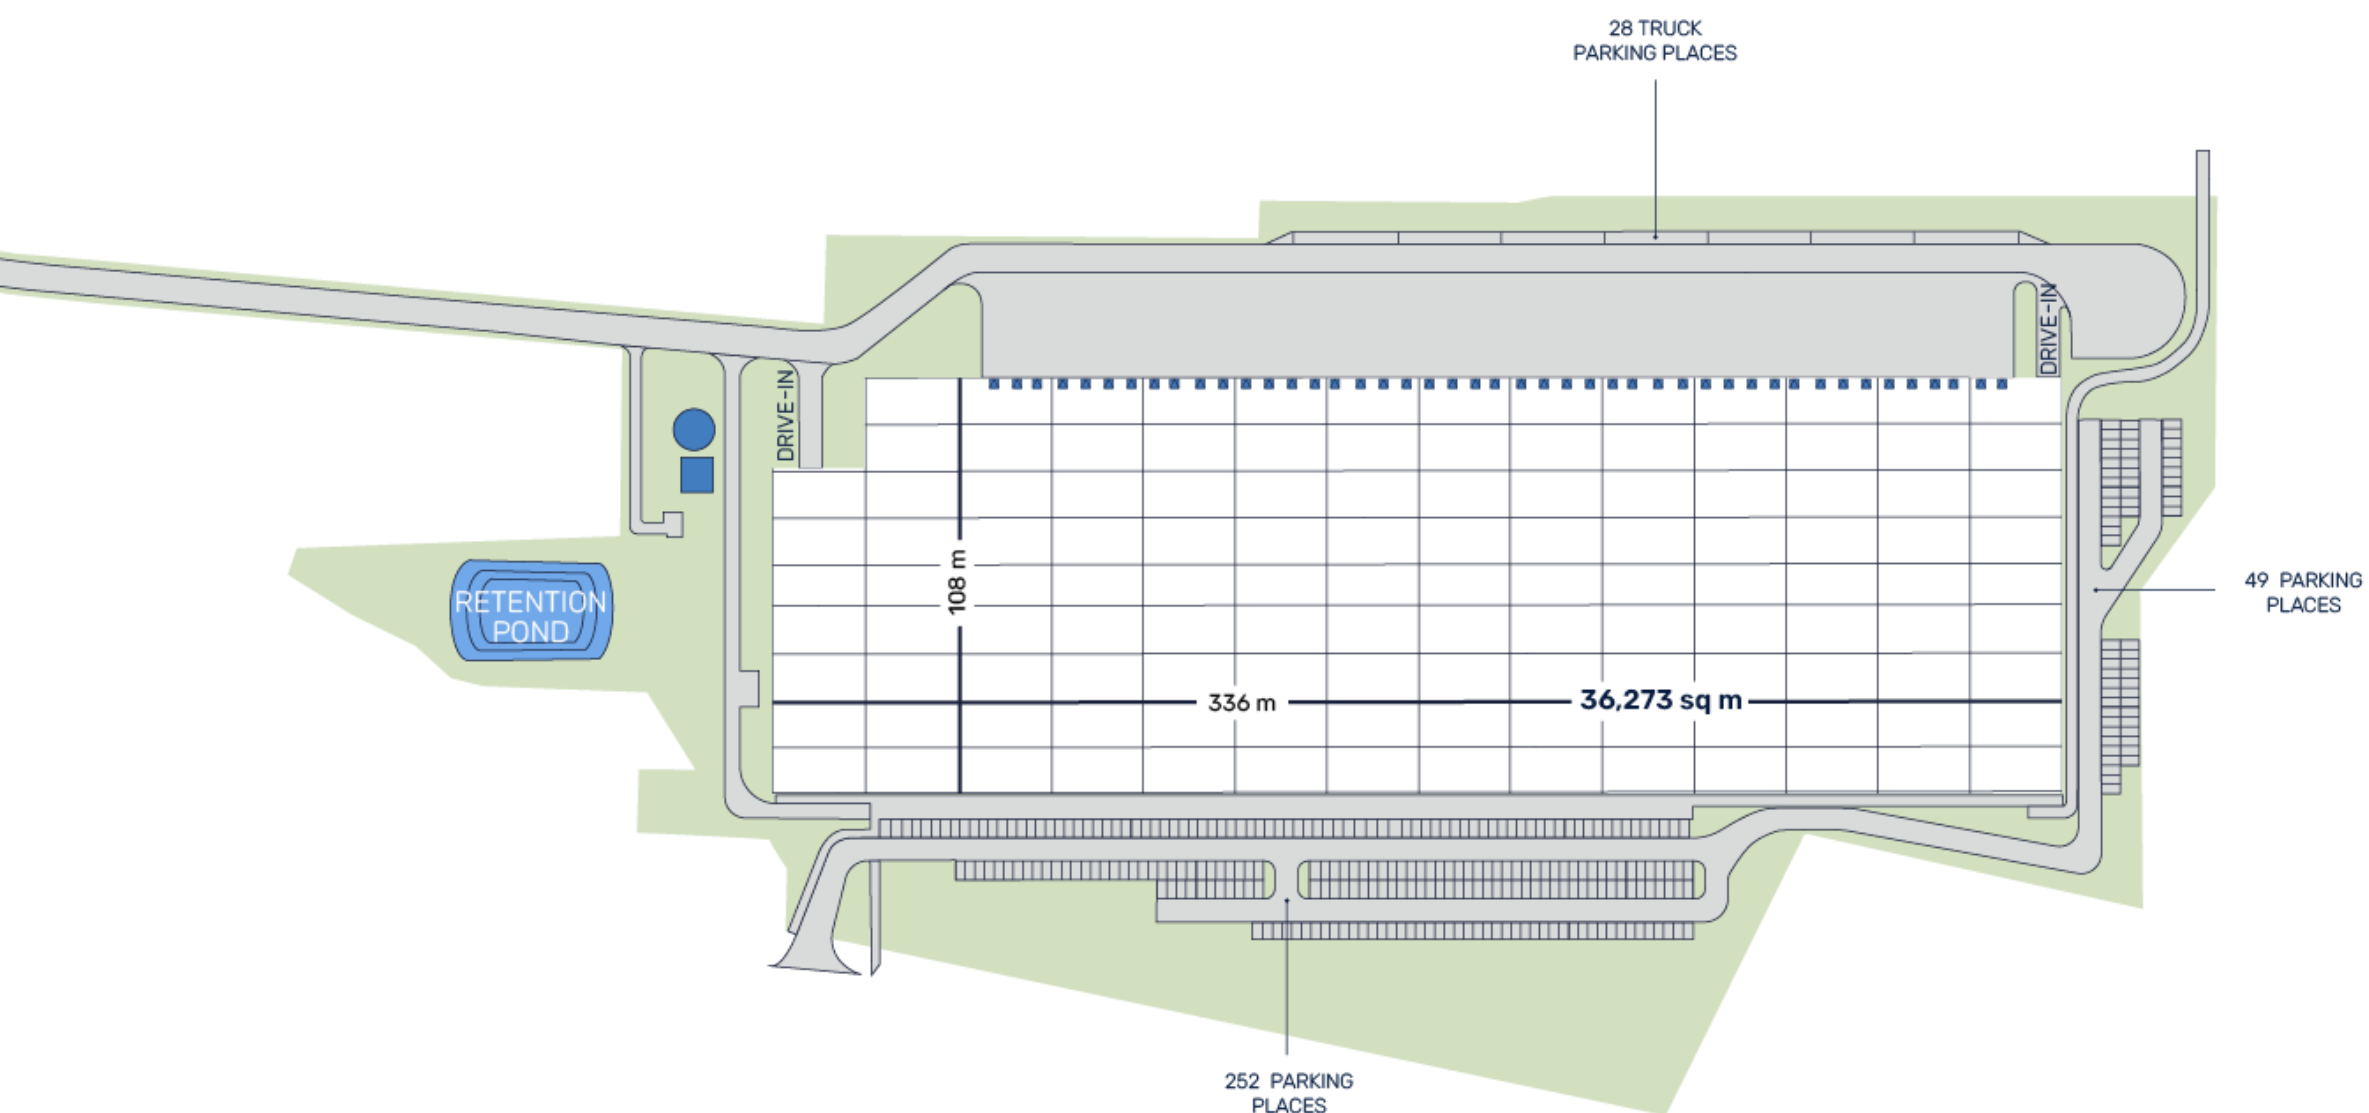 28 TRUCK
PARKING PLACES
DRIVE-IN
DRIVE-IN
108 m
RETENTION
POND
49 PARKING
PLACES
336 m
36,273 sq m
252 PARKING
PLACES